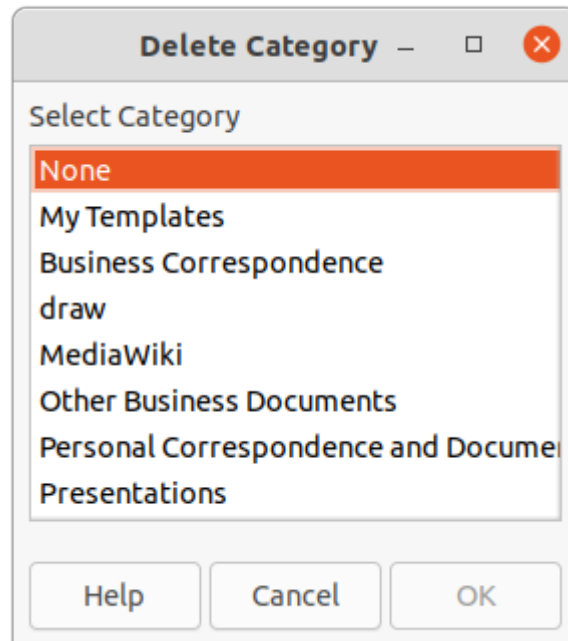 Delete Category
Select Category
None
My Templates
Business Correspondence
draw
MediaWiki
Other Business Documents
Personal Correspondence and Docume
Presentations
Help Cancel OK